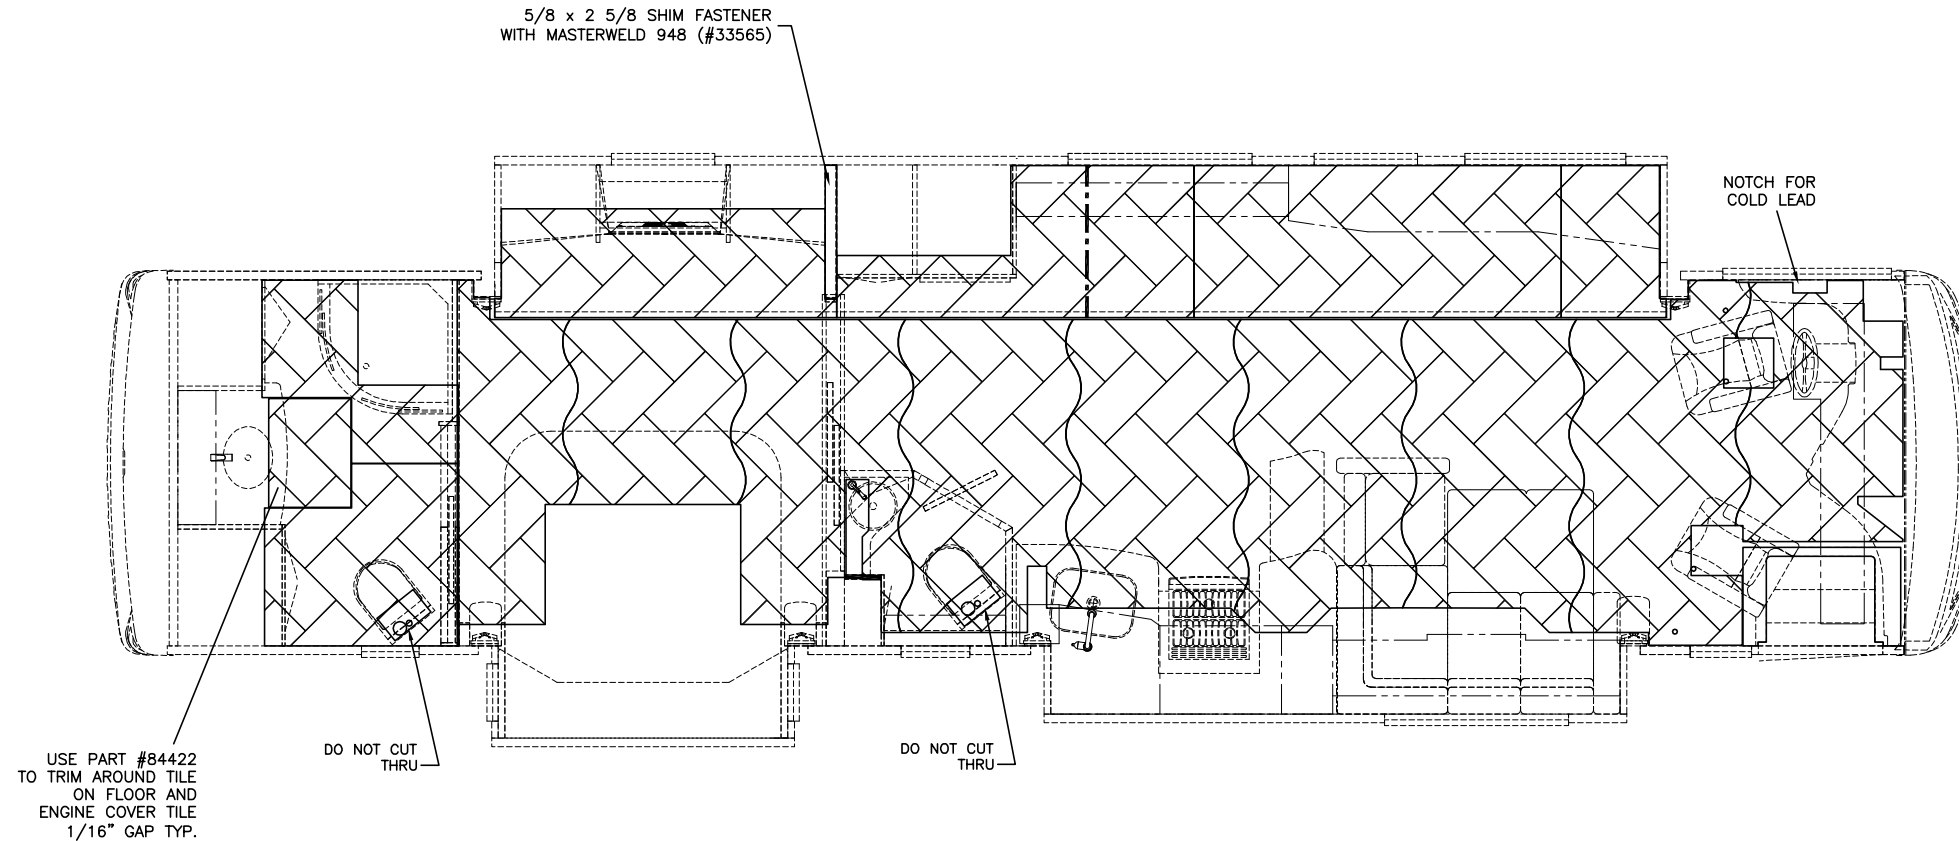 5/8 x 2 5/8 SHIM FASTENER
WITH MASTERWELD 948 (#33565)
NOTCH FOR
COLD LEAD
USE PART #84422
TO TRIM AROUND TILE
ON FLOOR AND
ENGINE COVER TILE
1/16" GAP TYP.
DO NOT CUT
THRU
DO NOT CUT
THRU